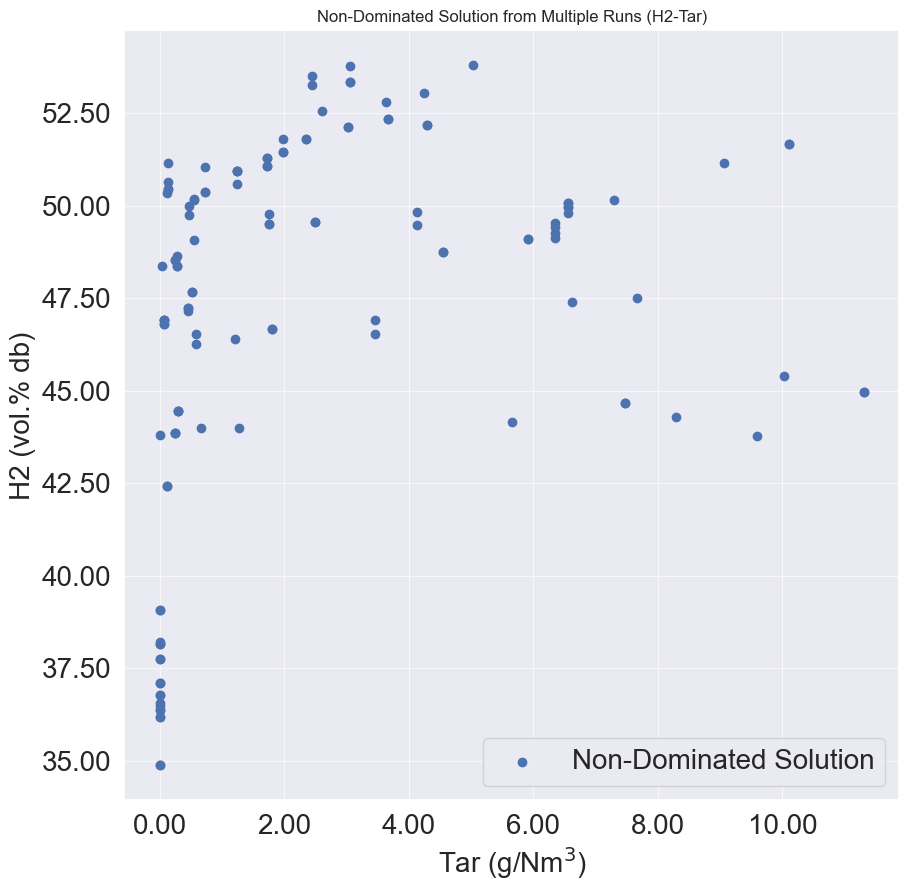 Non-Dominated Solution from Multiple Runs (H2-Tar)
52.50
50.00
47.50
45.00
42.50
40.00
37.50
35.00
H2 (vol.% db)
Non-Dominated Solution
0.00 2.00 4.00 6.00 8.00 10.00
Tar (g/Nm³)